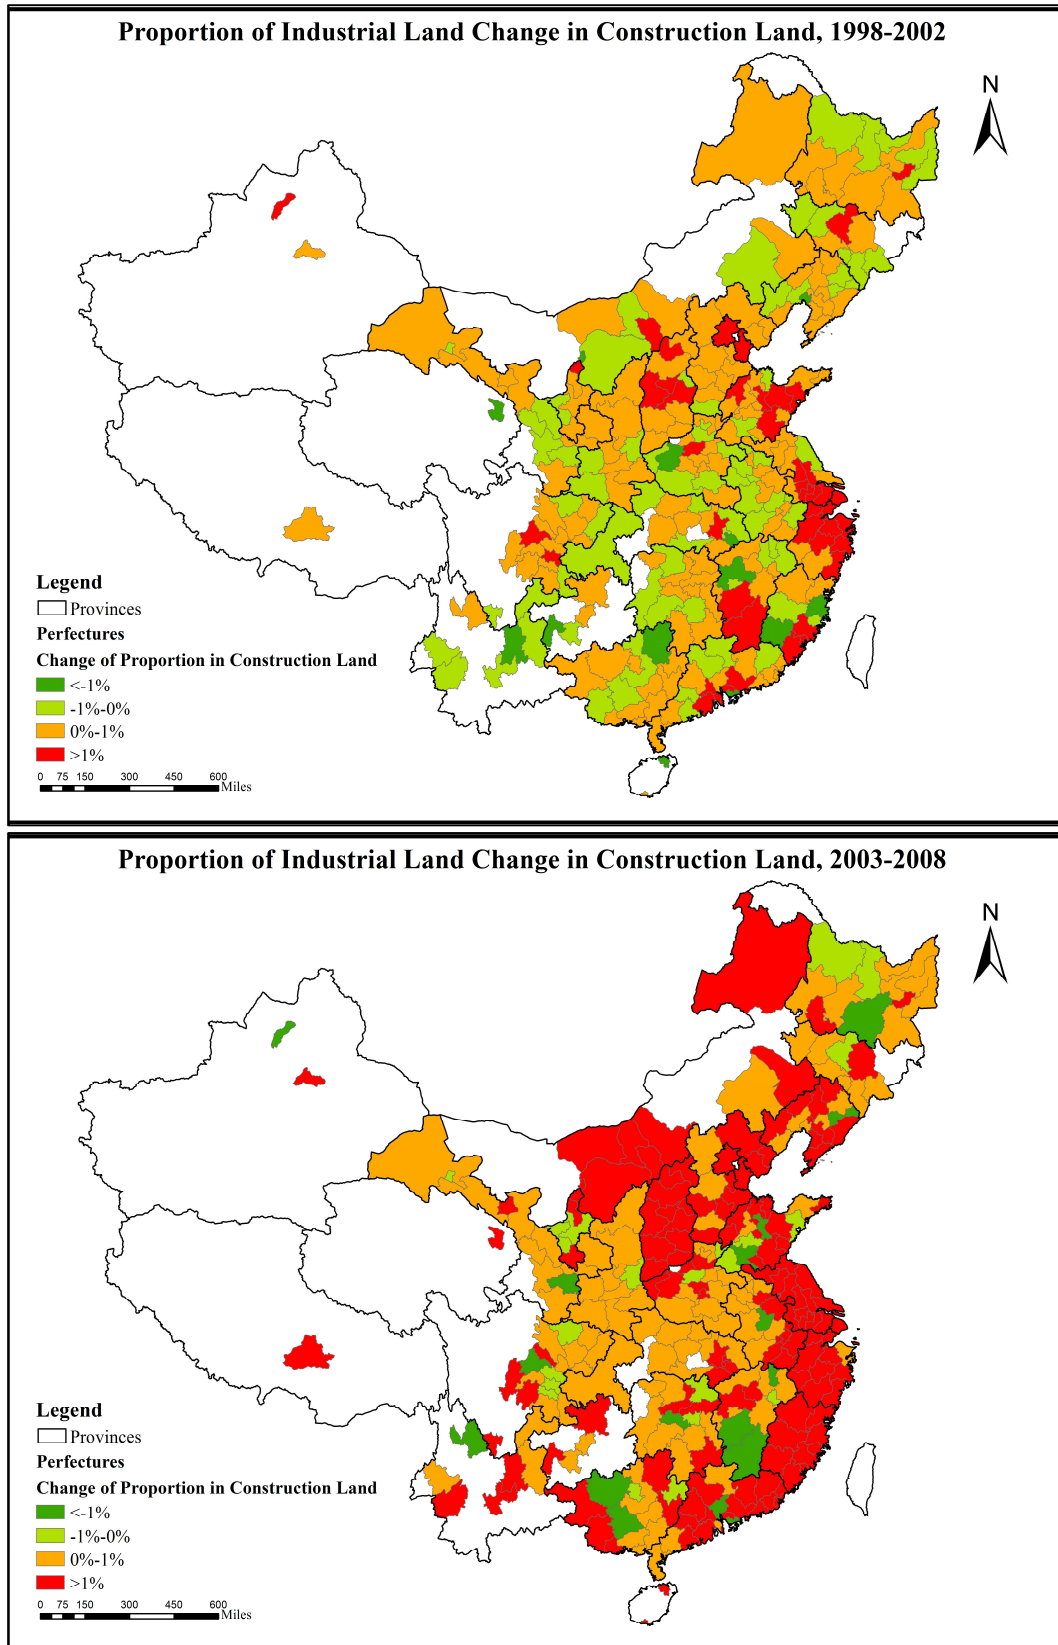 Proportion of Industrial Land Change in Construction Land, 1998-2002
N
Legend
Provinces
Perfectures
Change of Proportion in Construction Land
<-1%
-1%-0%
0%-1%
>1%
0 75 150 300 450 600
Miles
Proportion of Industrial Land Change in Construction Land, 2003-2008
N
Legend
Provinces
Perfectures
Change of Proportion in Construction Land
<-1%
-1%-0%
0%-1%
>1%
0 75 150 300 450 600
Miles